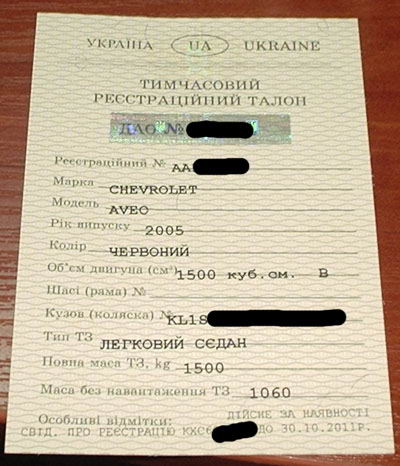 УКРАЇНА UA UKRAINE
ТИМЧАСОВИЙ
РЕЄСТРАЦІЙНИЙ ТАЛОН
ДАО №
Реєстраційний № АА
Марка CHEVROLET
Модель AVEO
Рік випуску 2005
Колір ЧЕРВОНИЙ
Об'єм двигуна (см³) 1500 куб.см. В
Шасі (рама) №
Кузов (коляска) № KL1S
Тип ТЗ ЛЕГКОВИЙ СЕДАН
Повна маса ТЗ, kg 1500
Маса без навантаження ТЗ 1060
Особливі відмітки: ДІЙСНЕ ЗА НАЯВНОСТІ
СВІД. ПРО РЕЄСТРАЦІЮ КХС ДО 30.10.2011р.